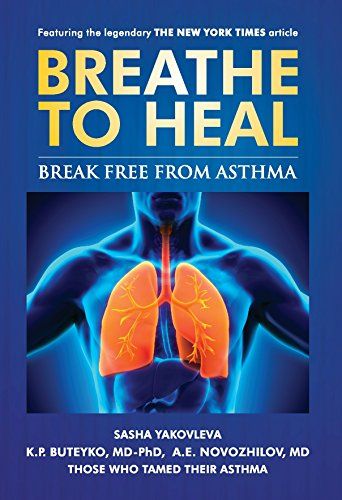 Featuring the legendary THE NEW YORK TIMES article
BREATHE
TO HEAL
BREAK FREE FROM ASTHMA
SASHA YAKOVLEVA
K.P. BUTEYKO, MD-PhD, A.E. NOVOZHILOV, MD
THOSE WHO TAMED THEIR ASTHMA